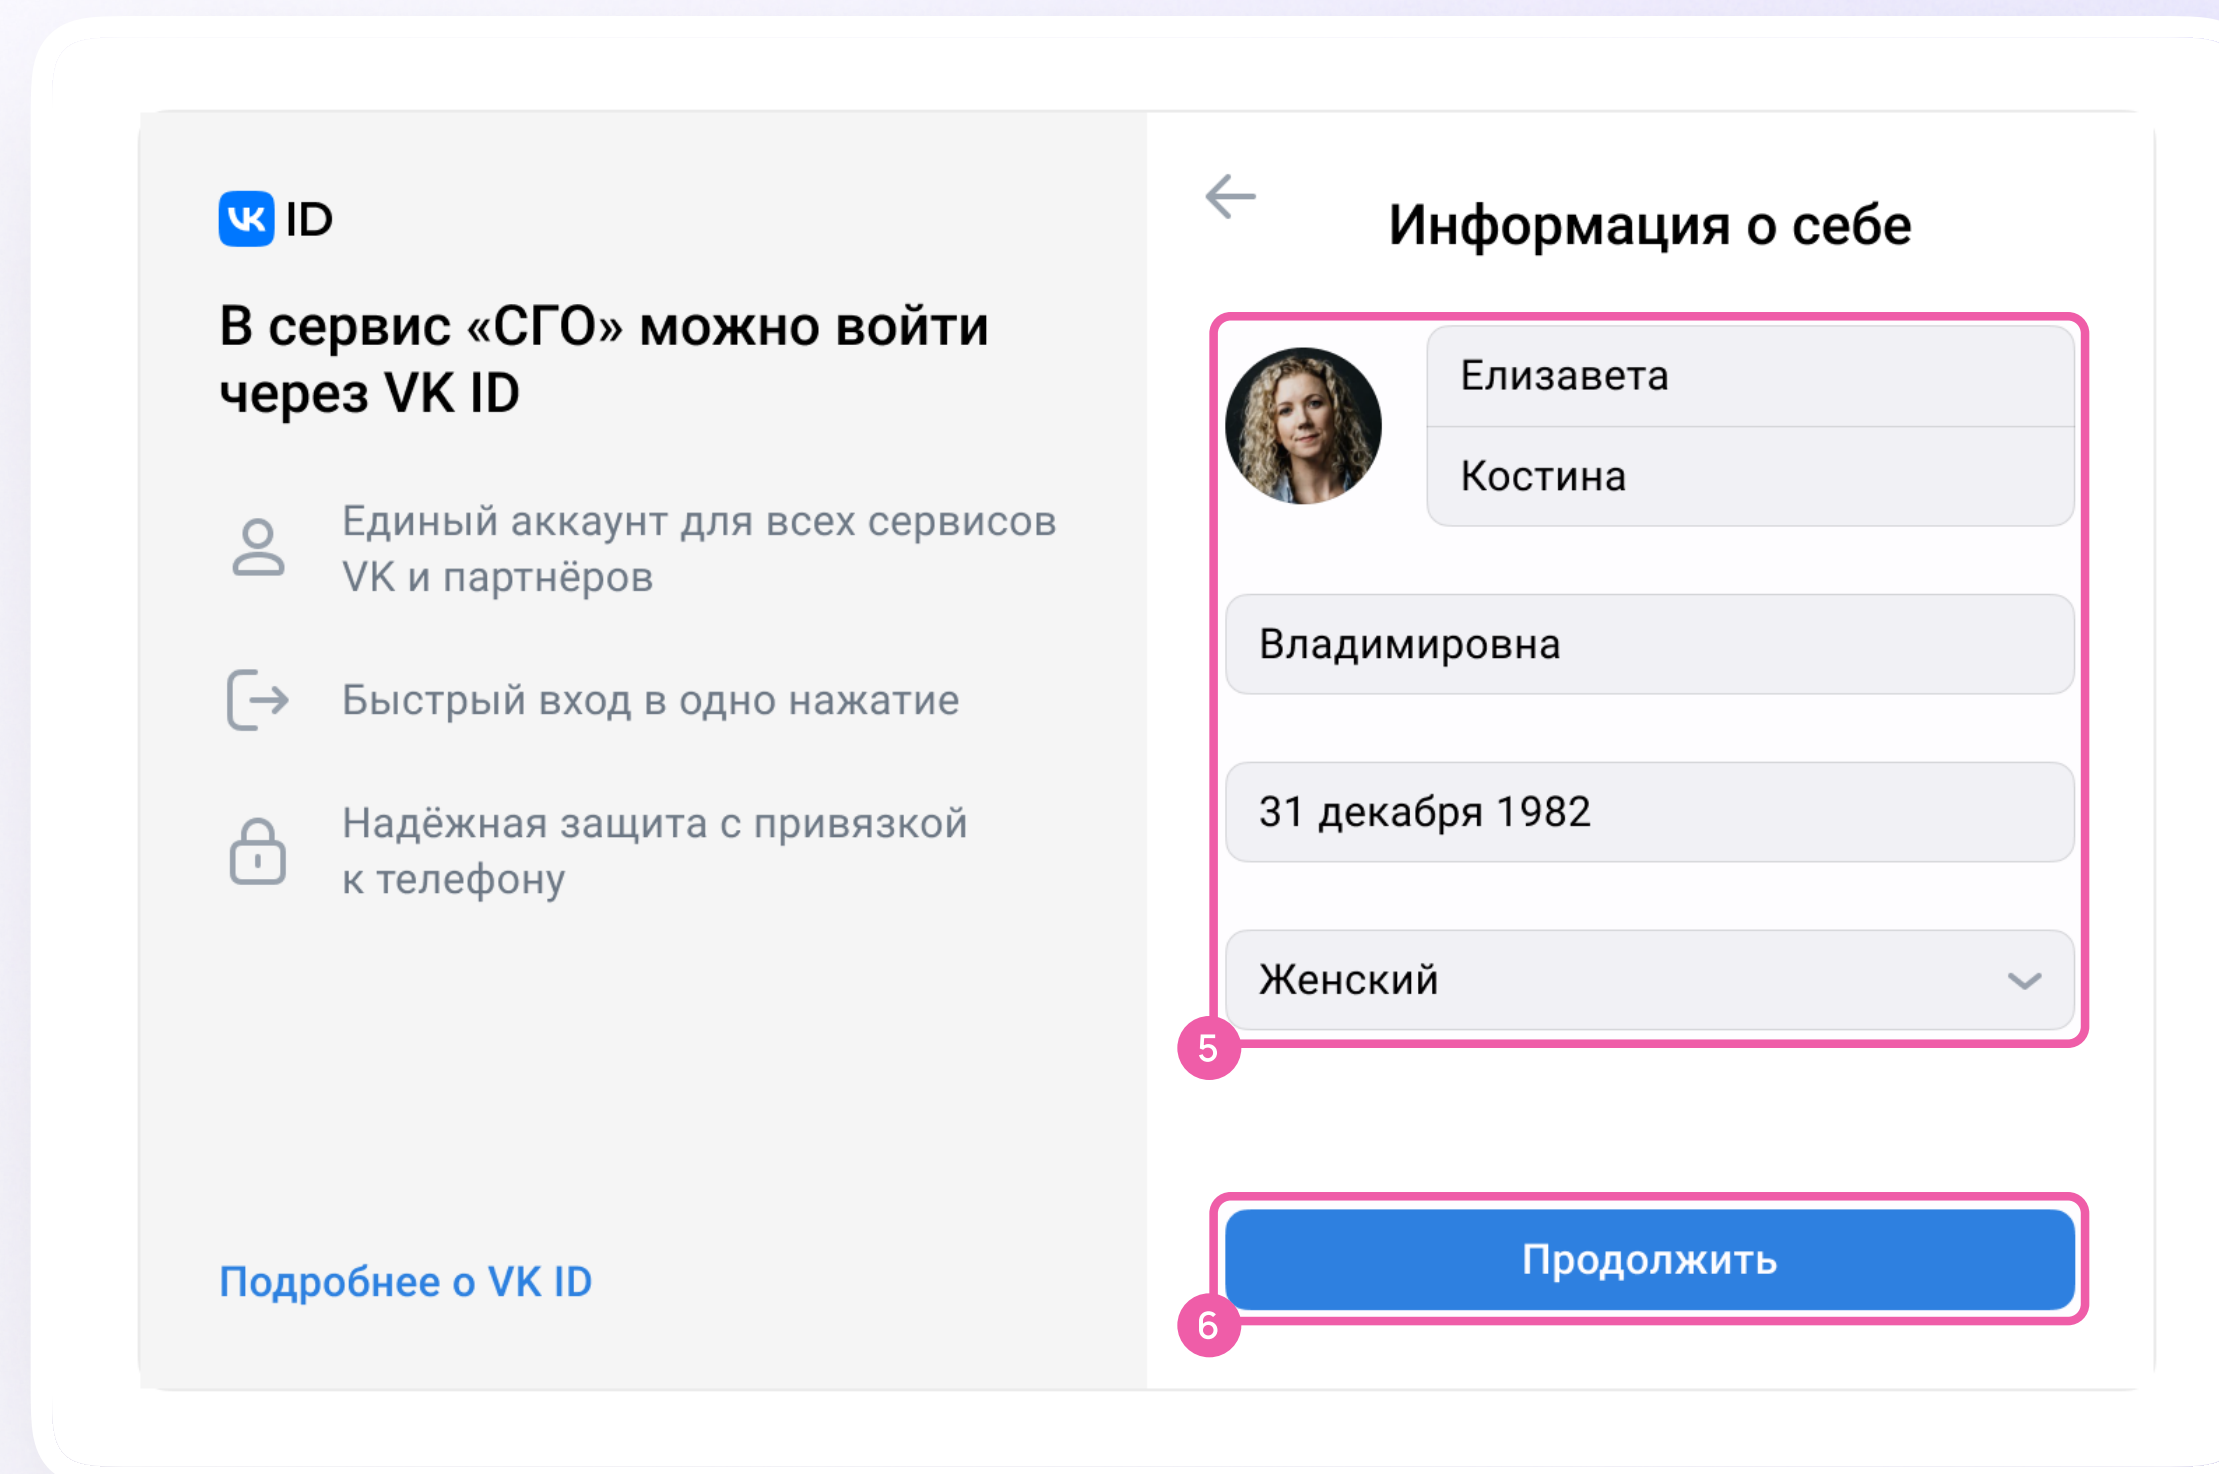 VK ID
В сервис «СГО» можно войти
через VK ID
Единый аккаунт для всех сервисов
VK и партнёров
Быстрый вход в одно нажатие
Надёжная защита с привязкой
к телефону
Подробнее о VK ID
Информация о себе
Елизавета
Костина
Владимировна
31 декабря 1982
Женский
5
Продолжить
6